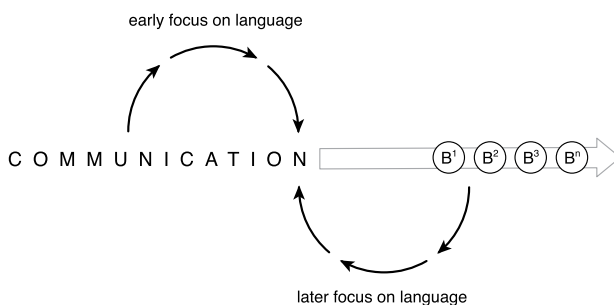 early focus on language
C O M M U N I C A T I O N B¹ B² B³ Bⁿ
later focus on language